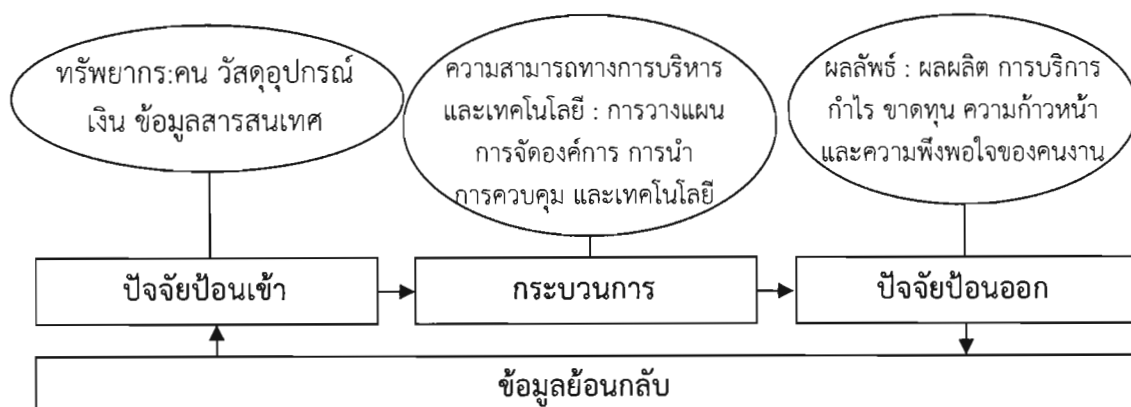 ทรัพยากร:คน วัสดุอุปกรณ์
เงิน ข้อมูลสารสนเทศ
ความสามารถทางการบริหาร
และเทคโนโลยี : การวางแผน
การจัดองค์การ การนำ
การควบคุม และเทคโนโลยี
ผลลัพธ์ : ผลผลิต การบริการ
กำไร ขาดทุน ความก้าวหน้า
และความพึงพอใจของคนงาน
ปัจจัยป้อนเข้า
กระบวนการ
ปัจจัยป้อนออก
ข้อมูลย้อนกลับ